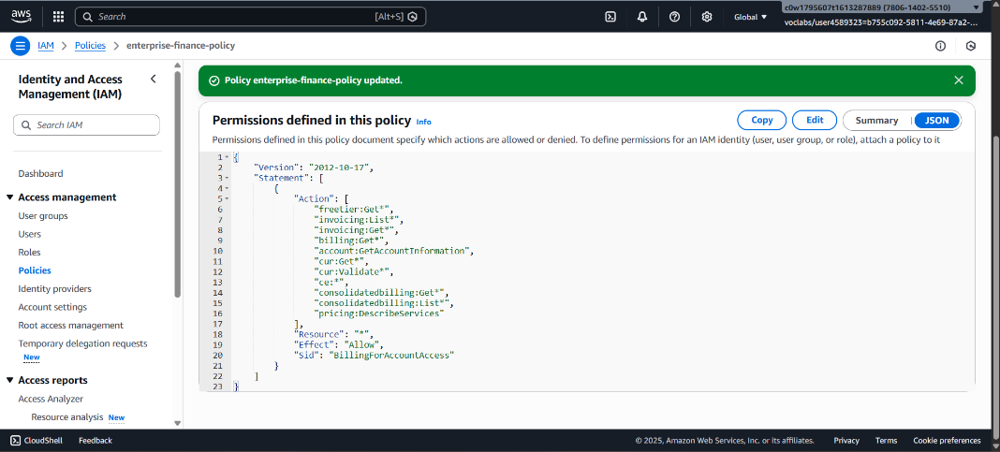 aws
Search
[Alt+S]
Global
c0w1795607t1613287889 (7806-1402-5510)
voclabs/user4589323=b755c092-5811-4e69-87a2-...
IAM
Policies
enterprise-finance-policy
Identity and Access
Management (IAM)
Search IAM
Dashboard
Access management
User groups
Users
Roles
Policies
Identity providers
Account settings
Root access management
Temporary delegation requests
New
Access reports
Access Analyzer
Resource analysis New
Policy enterprise-finance-policy updated.
Permissions defined in this policy Info
Copy
Edit
Summary
JSON
Permissions defined in this policy document specify which actions are allowed or denied. To define permissions for an IAM identity (user, user group, or role), attach a policy to it
1 {
2 "Version": "2012-10-17",
3 "Statement": [
4 {
5 "Action": [
6 "freetier:Get*",
7 "invoicing:List*",
8 "invoicing:Get*",
9 "billing:Get*",
10 "account:GetAccountInformation",
11 "cur:Get*",
12 "cur:Validate*",
13 "ce:*",
14 "consolidatedbilling:Get*",
15 "consolidatedbilling:List*",
16 "pricing:DescribeServices"
17 ],
18 "Resource": "*",
19 "Effect": "Allow",
20 "Sid": "BillingForAccountAccess"
21 }
22 ]
23 }
CloudShell
Feedback
© 2025, Amazon Web Services, Inc. or its affiliates.
Privacy
Terms
Cookie preferences